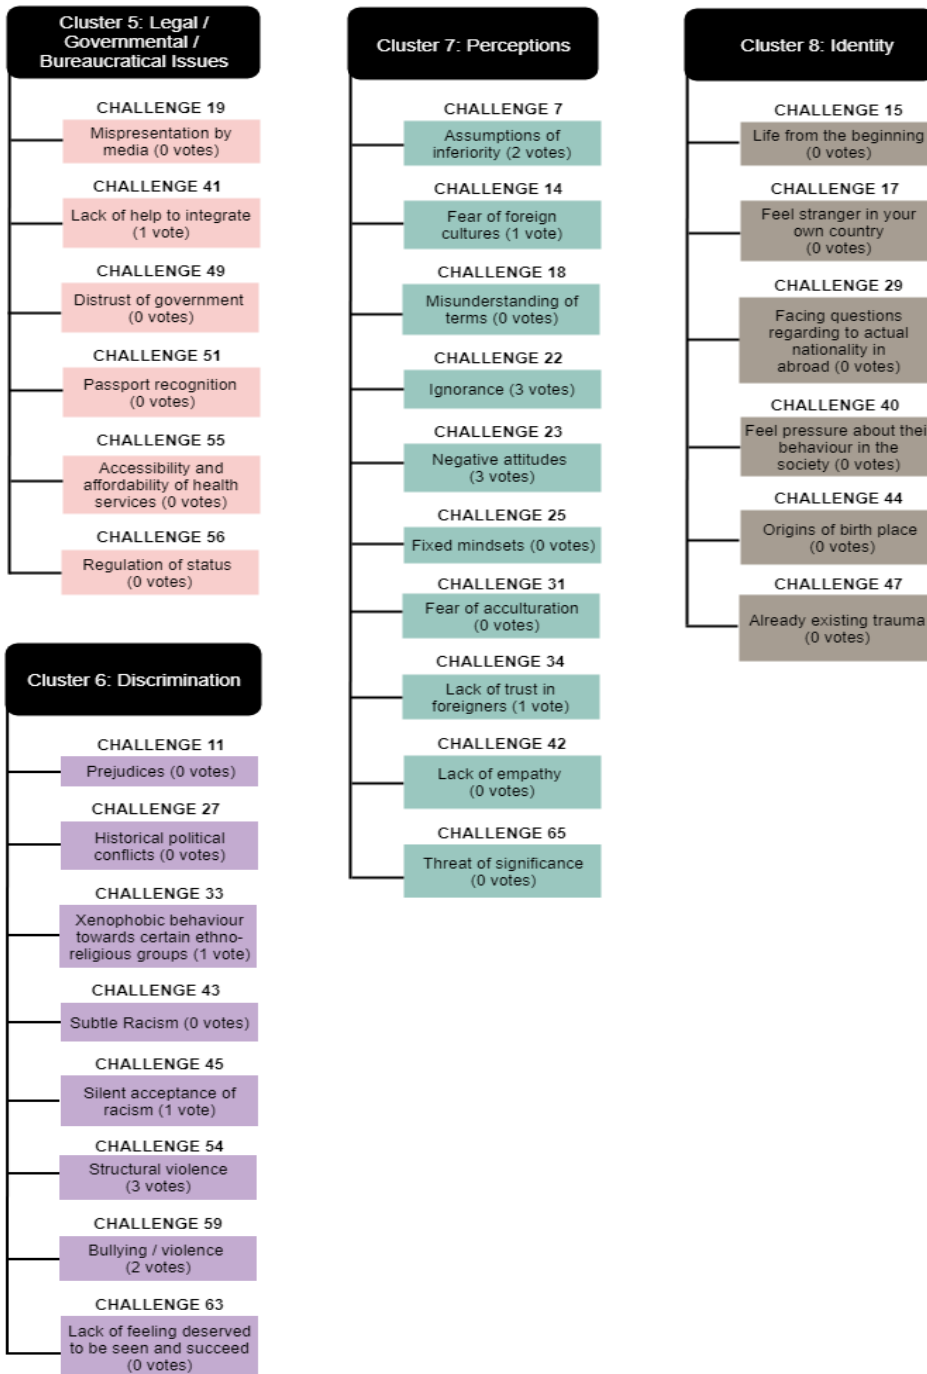 Cluster 5: Legal /
Governmental /
Bureaucratical Issues
CHALLENGE 19
Mispresentation by
media (0 votes)
CHALLENGE 41
Lack of help to integrate
(1 vote)
CHALLENGE 49
Distrust of government
(0 votes)
CHALLENGE 51
Passport recognition
(0 votes)
CHALLENGE 55
Accessibility and
affordability of health
services (0 votes)
CHALLENGE 56
Regulation of status
(0 votes)
Cluster 6: Discrimination
CHALLENGE 11
Prejudices (0 votes)
CHALLENGE 27
Historical political
conflicts (0 votes)
CHALLENGE 33
Xenophobic behaviour
towards certain ethno-
religious groups (1 vote)
CHALLENGE 43
Subtle Racism (0 votes)
CHALLENGE 45
Silent acceptance of
racism (1 vote)
CHALLENGE 54
Structural violence
(3 votes)
CHALLENGE 59
Bullying / violence
(2 votes)
CHALLENGE 63
Lack of feeling deserved
to be seen and succeed
(0 votes)
Cluster 7: Perceptions
CHALLENGE 7
Assumptions of
inferiority (2 votes)
CHALLENGE 14
Fear of foreign
cultures (1 vote)
CHALLENGE 18
Misunderstanding of
terms (0 votes)
CHALLENGE 22
Ignorance (3 votes)
CHALLENGE 23
Negative attitudes
(3 votes)
CHALLENGE 25
Fixed mindsets (0 votes)
CHALLENGE 31
Fear of acculturation
(0 votes)
CHALLENGE 34
Lack of trust in
foreigners (1 vote)
CHALLENGE 42
Lack of empathy
(0 votes)
CHALLENGE 65
Threat of significance
(0 votes)
Cluster 8: Identity
CHALLENGE 15
Life from the beginning
(0 votes)
CHALLENGE 17
Feel stranger in your
own country
(0 votes)
CHALLENGE 29
Facing questions
regarding to actual
nationality in
abroad (0 votes)
CHALLENGE 40
Feel pressure about their
behaviour in the
society (0 votes)
CHALLENGE 44
Origins of birth place
(0 votes)
CHALLENGE 47
Already existing trauma
(0 votes)